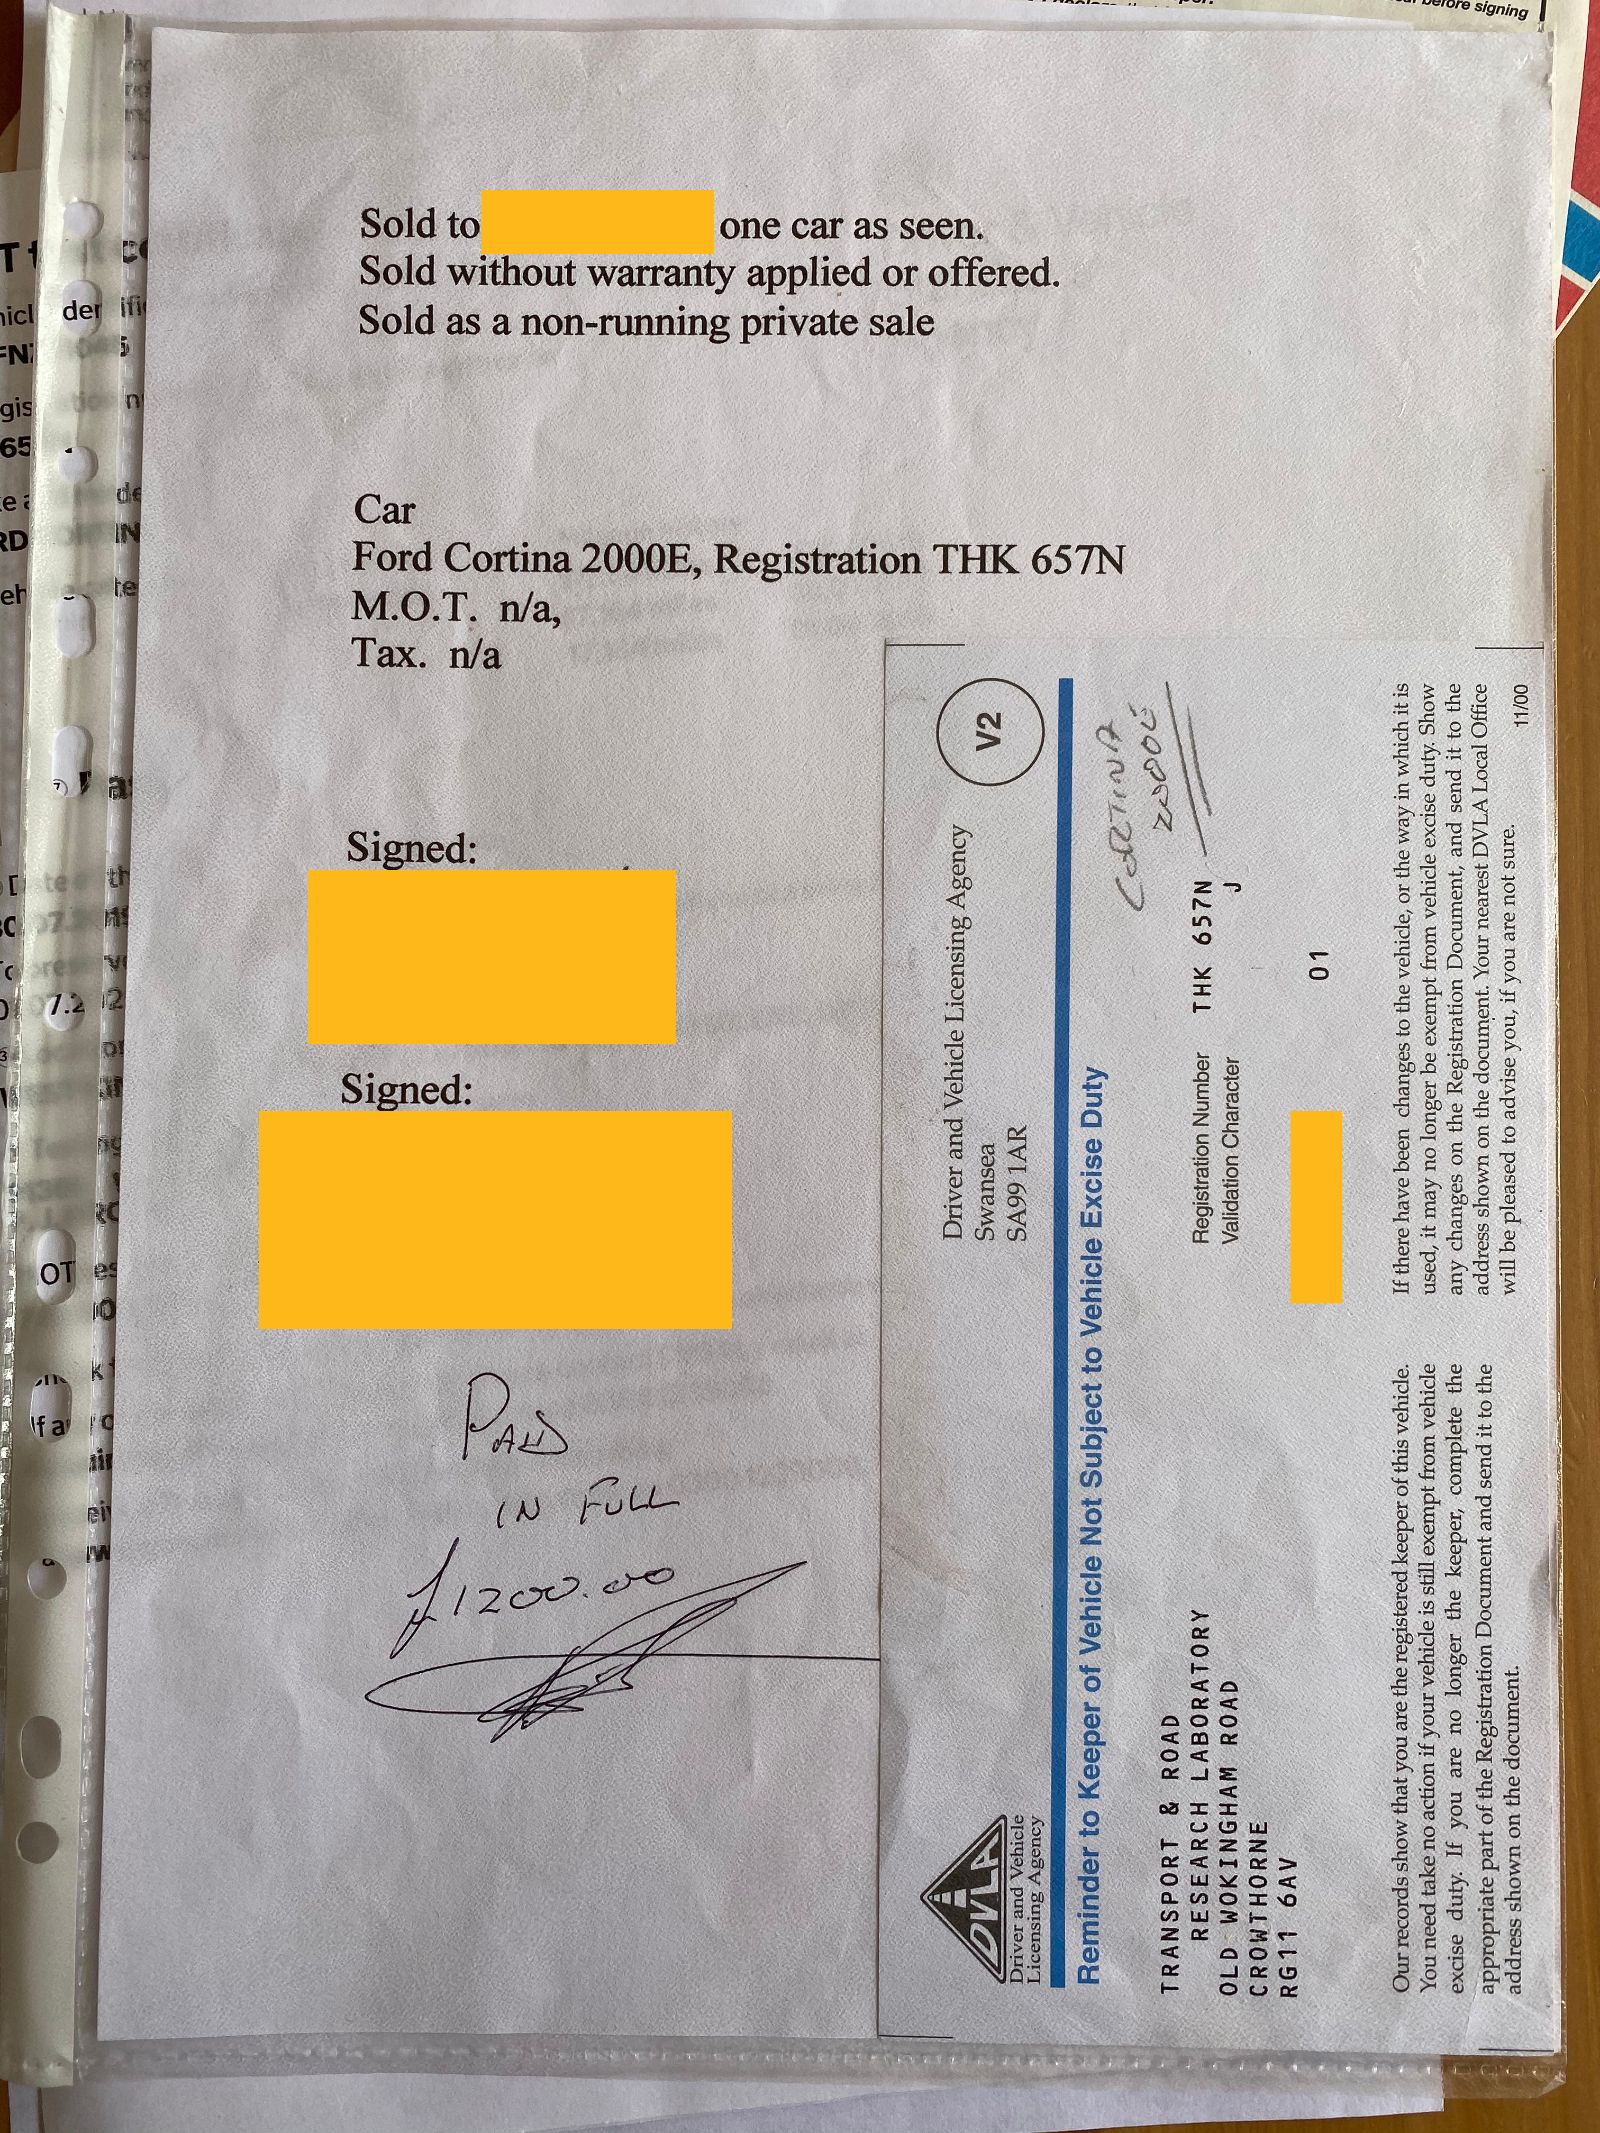 before signing
Sold to one car as seen.
Sold without warranty applied or offered.
Sold as a non-running private sale
Car
Ford Cortina 2000E, Registration THK 657N
M.O.T. n/a,
Tax. n/a
Signed:
Signed:
PAID
IN FULL
£1200.00
DVLA
Driver and Vehicle
Licensing Agency
Driver and Vehicle Licensing Agency
Swansea
SA99 1AR
V2
Reminder to Keeper of Vehicle Not Subject to Vehicle Excise Duty
CORTINA
2000E
TRANSPORT & ROAD
RESEARCH LABORATORY
OLD WOKINGHAM ROAD
CROWTHORNE
RG11 6AV
Registration Number THK 657N
Validation Character J
01
Our records show that you are the registered keeper of this vehicle.
You need take no action if your vehicle is still exempt from vehicle
excise duty. If you are no longer the keeper, complete the
appropriate part of the Registration Document and send it to the
address shown on the document.
If there have been changes to the vehicle, or the way in which it is
used, it may no longer be exempt from vehicle excise duty. Show
any changes on the Registration Document, and send it to the
address shown on the document. Your nearest DVLA Local Office
will be pleased to advise you, if you are not sure.
11/00